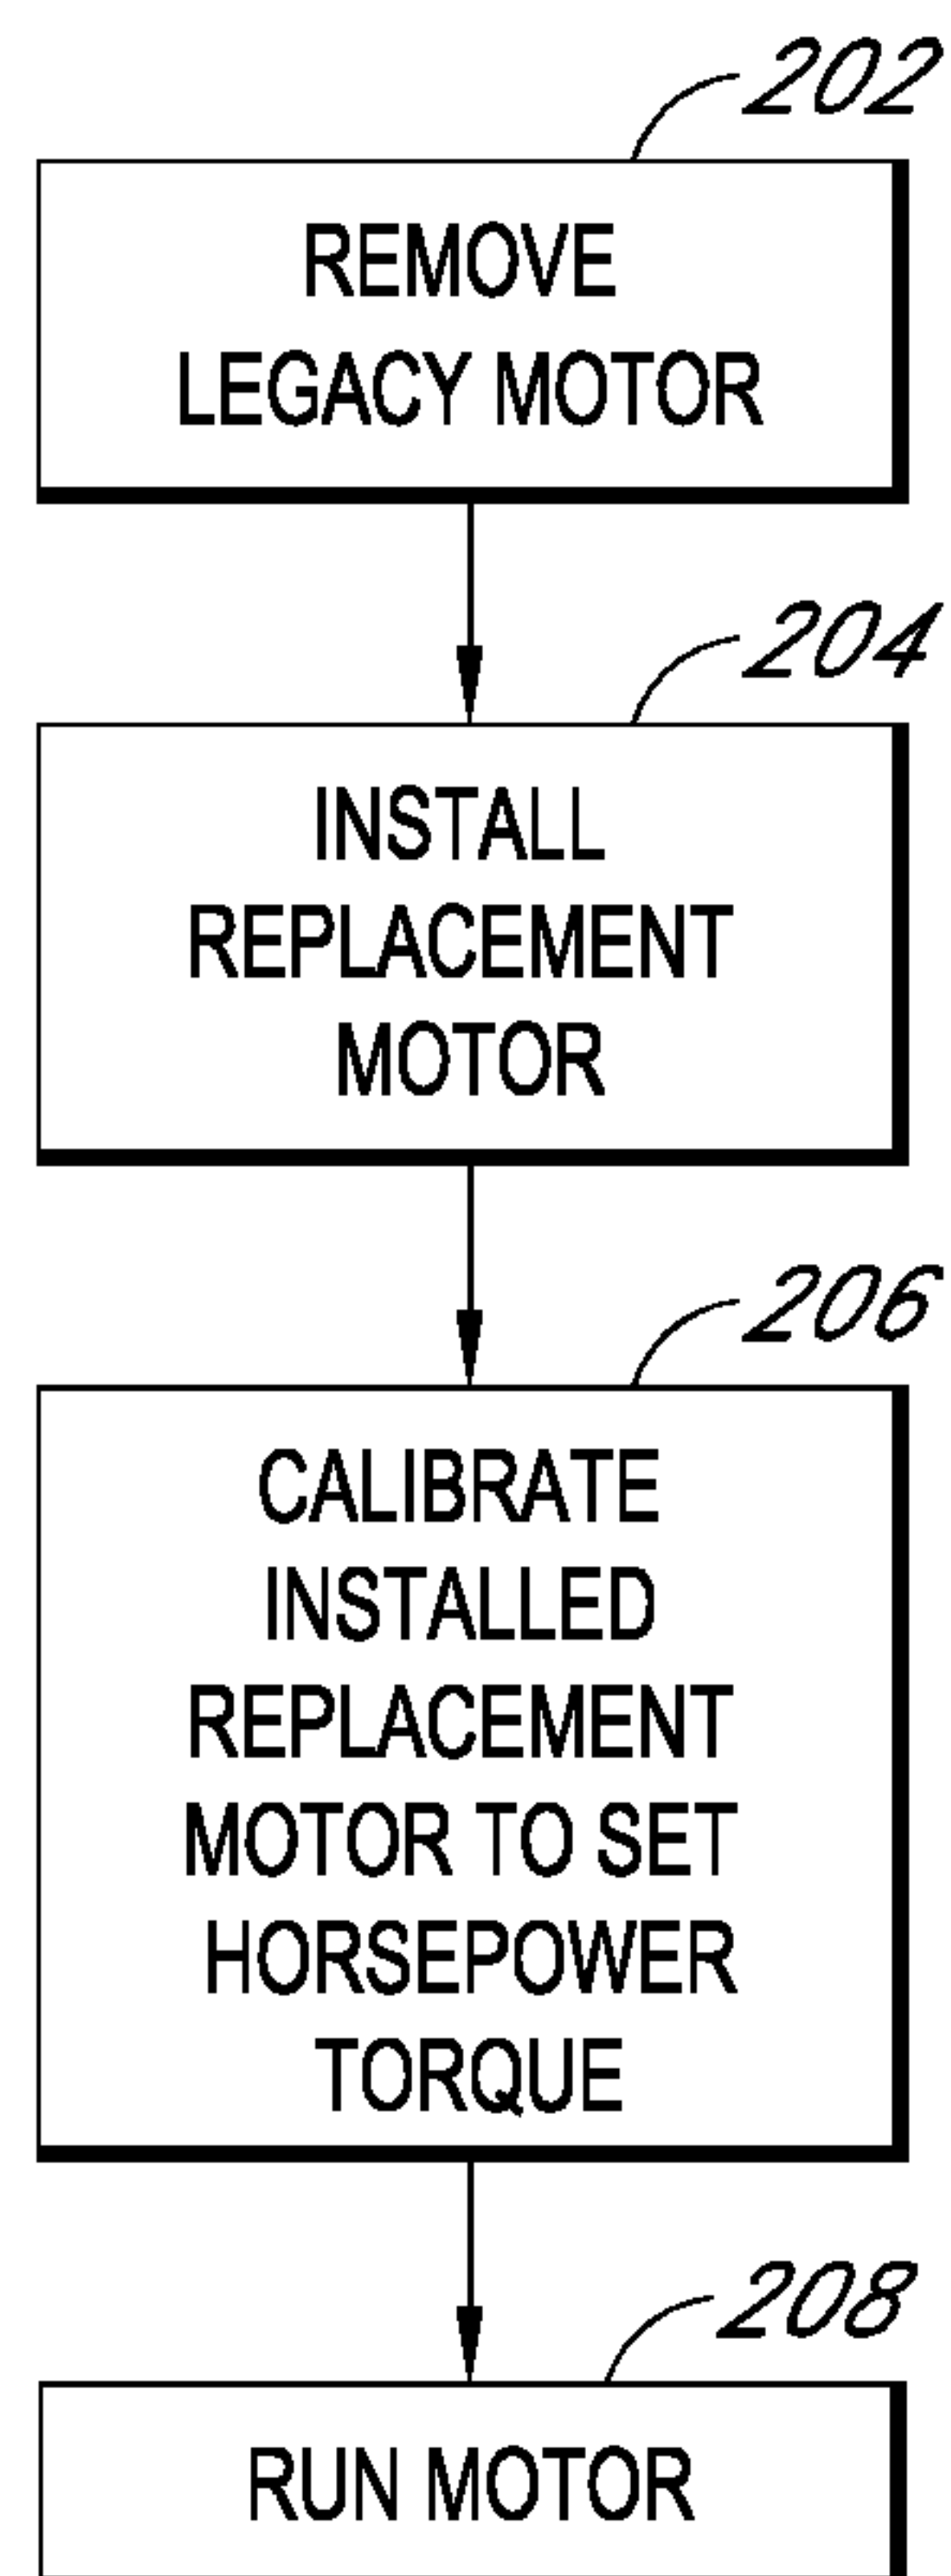 202
REMOVE
LEGACY MOTOR
204
INSTALL
REPLACEMENT
MOTOR
206
CALIBRATE
INSTALLED
REPLACEMENT
MOTOR TO SET
HORSEPOWER
TORQUE
208
RUN MOTOR